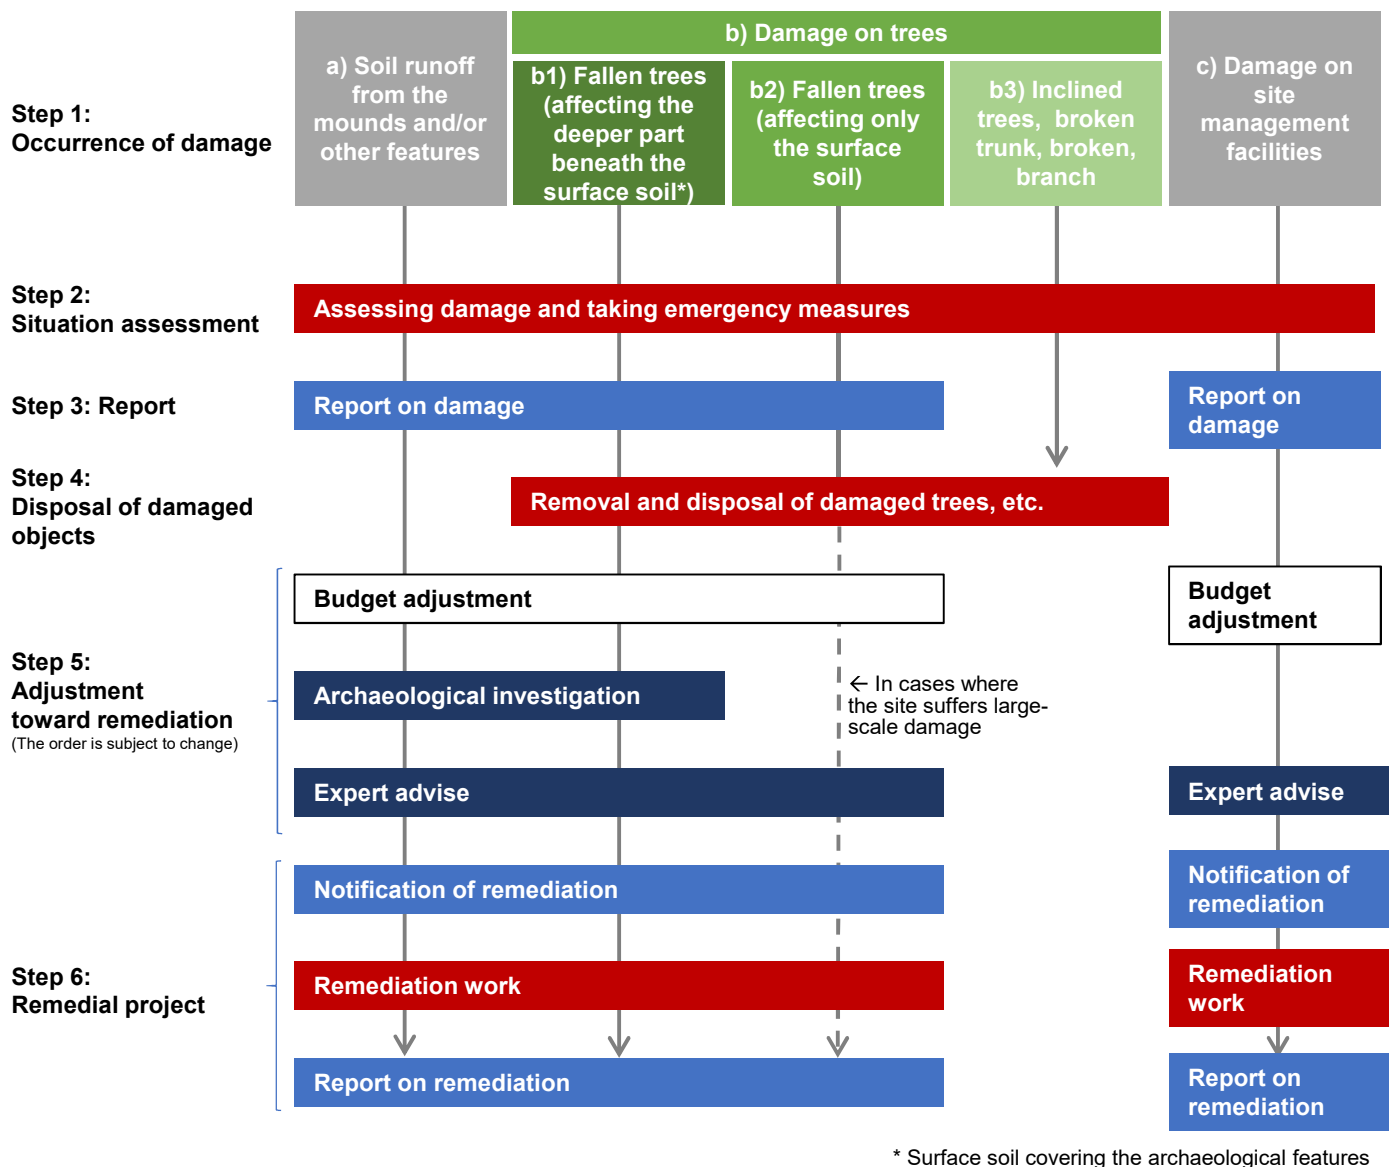 Step 1:
Occurrence of damage
a) Soil runoff
from the
mounds and/or
other features
b) Damage on trees
b1) Fallen trees
(affecting the
deeper part
beneath the
surface soil*)
b2) Fallen trees
(affecting only
the surface
soil)
b3) Inclined
trees, broken
trunk, broken,
branch
c) Damage on
site
management
facilities
Step 2:
Situation assessment
Assessing damage and taking emergency measures
Step 3: Report
Report on damage
Report on
damage
Step 4:
Disposal of damaged
objects
Removal and disposal of damaged trees, etc.
Step 5:
Adjustment
toward remediation
(The order is subject to change)
Budget adjustment
Budget
adjustment
Archaeological investigation
← In cases where
the site suffers large-
scale damage
Expert advise
Expert advise
Step 6:
Remedial project
Notification of remediation
Notification of
remediation
Remediation work
Remediation
work
Report on remediation
Report on
remediation
* Surface soil covering the archaeological features